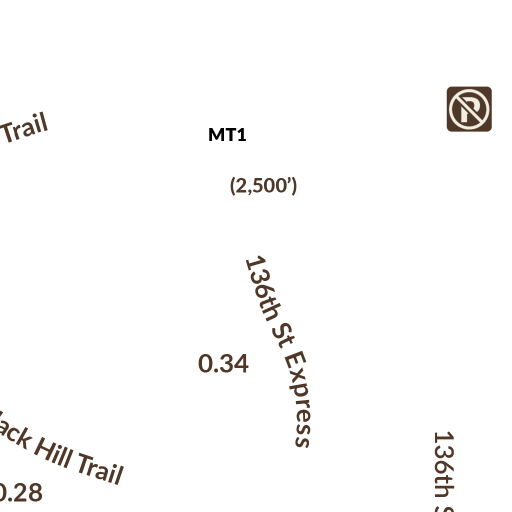 Trail
MT1
(2,500’)
136th St Express
0.34
ack Hill Trail
0.28
136th S